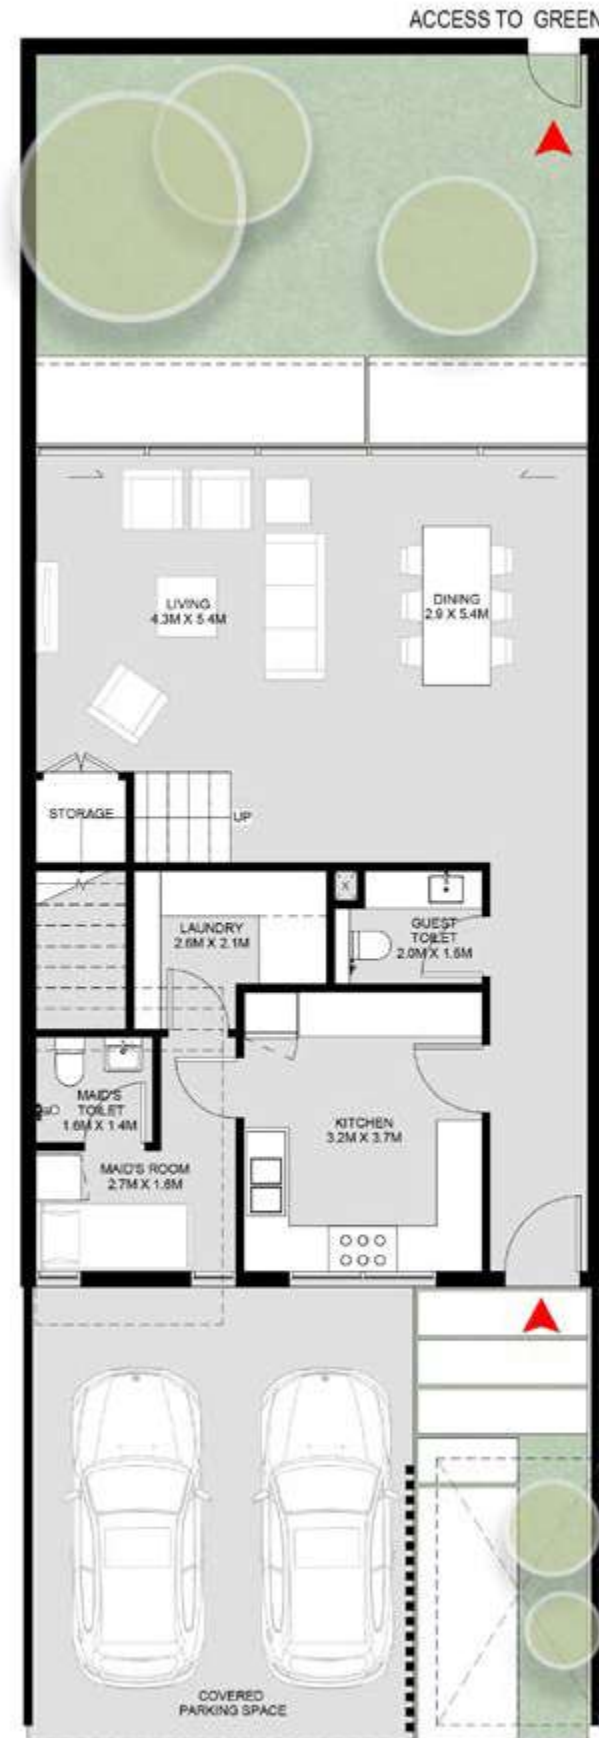 ACCESS TO GREEN
LIVING
4.3M X 5.4M
DINING
2.9 X 5.4M
STORAGE
UP
LAUNDRY
2.6M X 2.1M
X
GUEST
TOILET
2.0M X 1.5M
MAID'S
TOILET
1.6M X 1.4M
KITCHEN
3.2M X 3.7M
MAID'S ROOM
2.7M X 1.8M
COVERED
PARKING SPACE